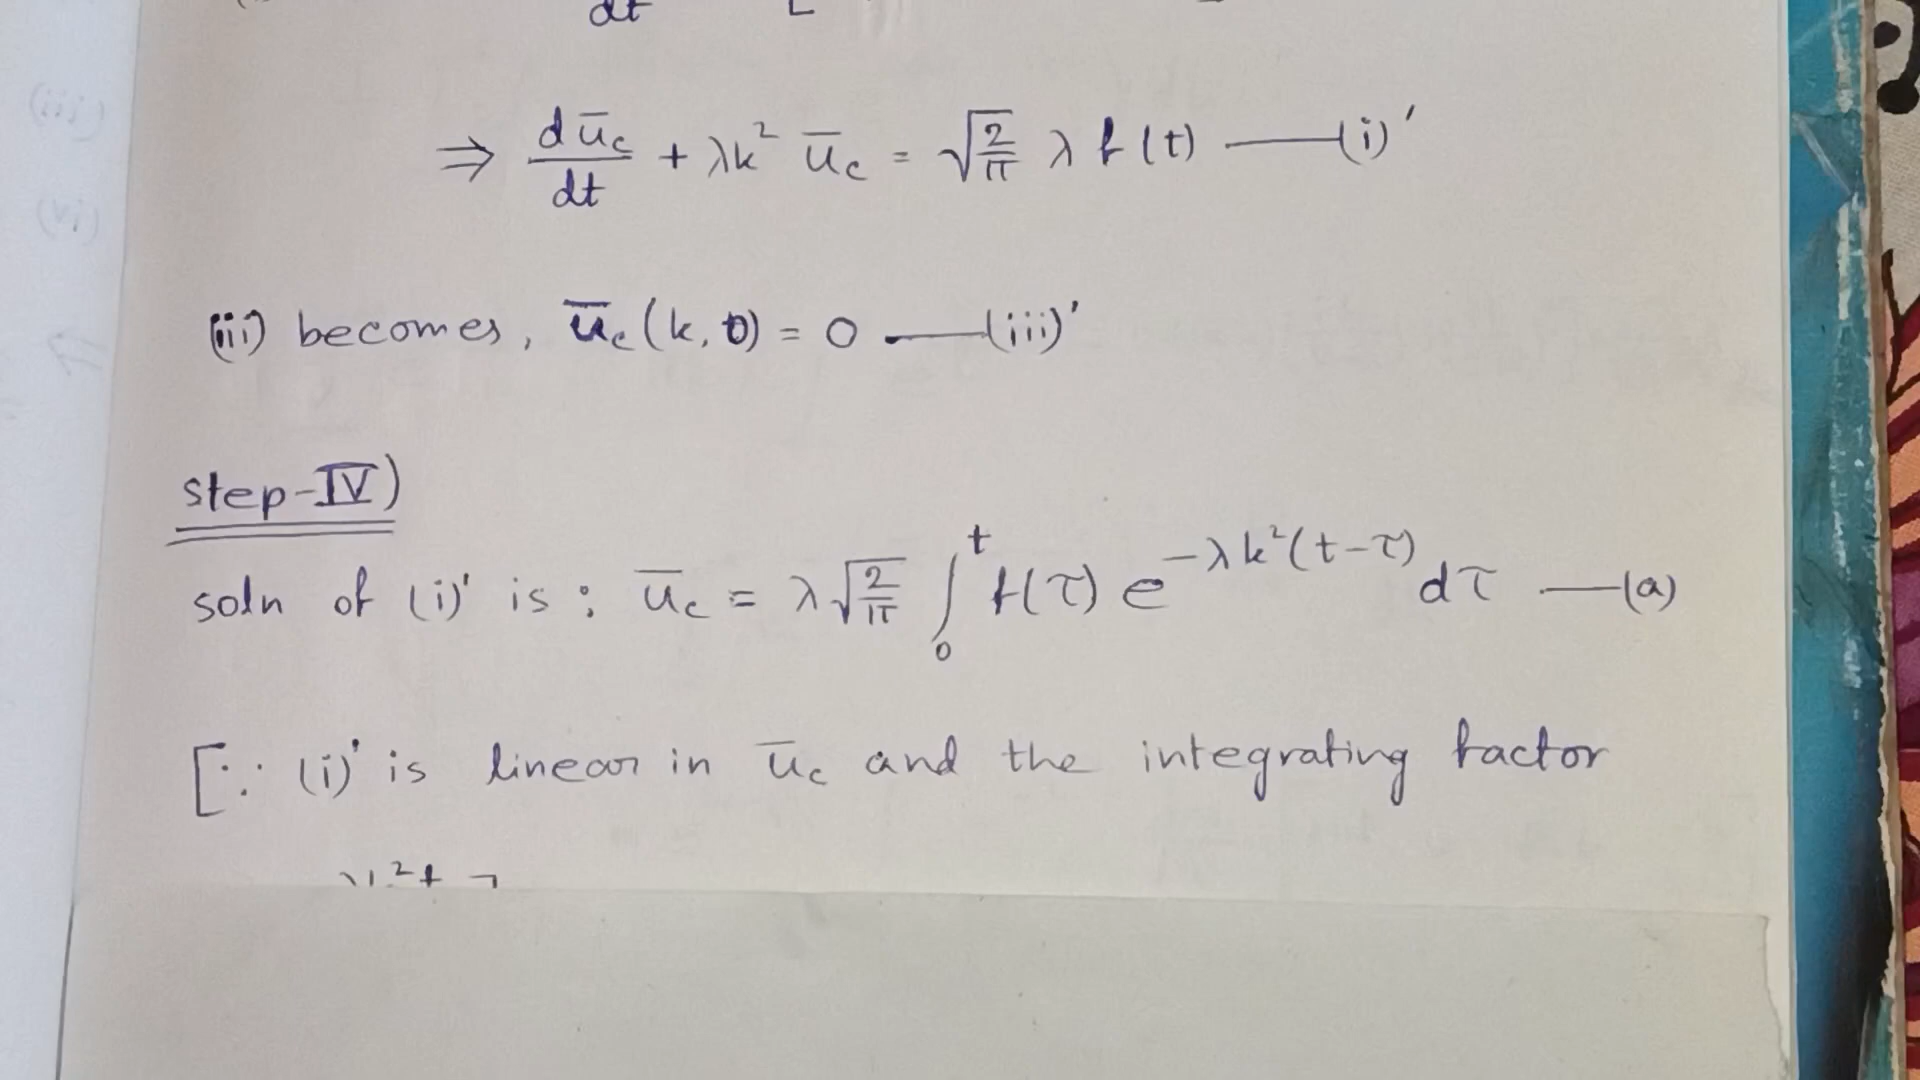 dt
⇒ dū_c/dt + λk² ū_c = √(2/π) λ f(t) —— (i)'
(iii) becomes, ū_c(k, 0) = 0 —— (iii)'
step-IV)
soln of (i)' is : ū_c = λ√(2/π) ∫₀ᵗ f(τ) e^{-λk²(t-τ)} dτ —(a)
[∵ (i)' is linear in ū_c and the integrating factor